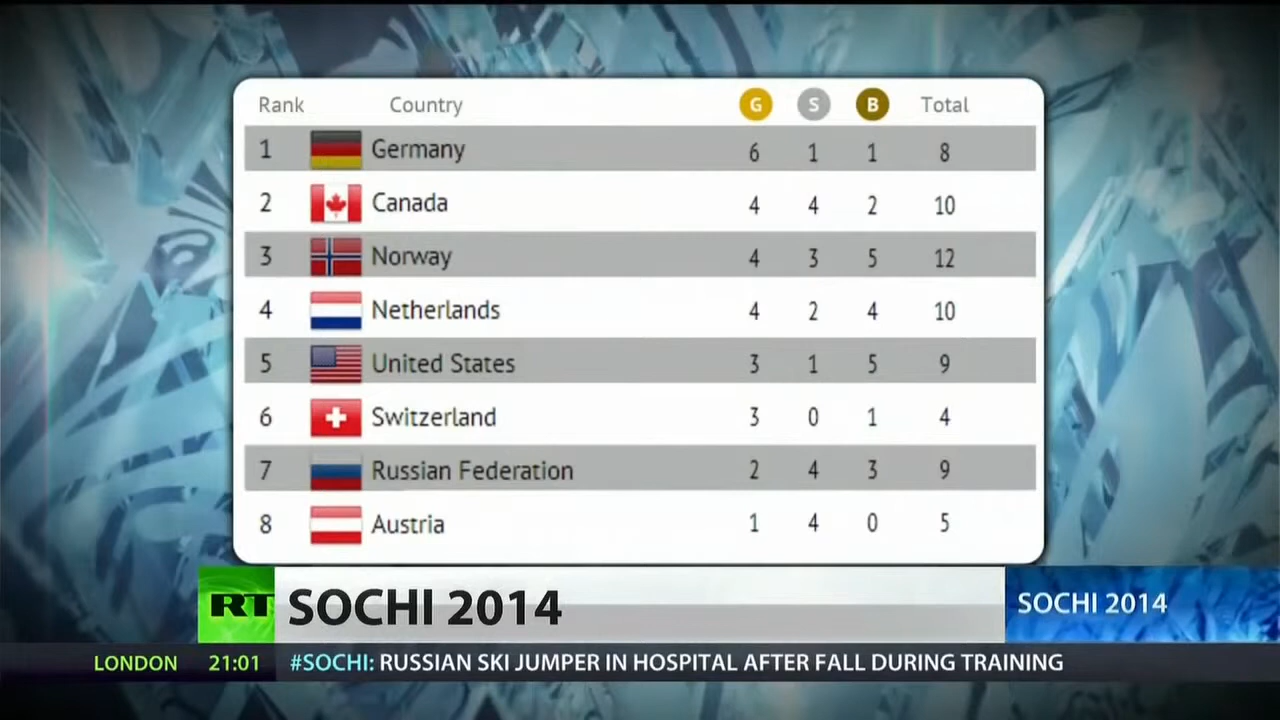 Rank Country G S B Total
1 Germany 6 1 1 8
2 Canada 4 4 2 10
3 Norway 4 3 5 12
4 Netherlands 4 2 4 10
5 United States 3 1 5 9
6 Switzerland 3 0 1 4
7 Russian Federation 2 4 3 9
8 Austria 1 4 0 5
RT SOCHI 2014 SOCHI 2014
LONDON 21:01 #SOCHI: RUSSIAN SKI JUMPER IN HOSPITAL AFTER FALL DURING TRAINING